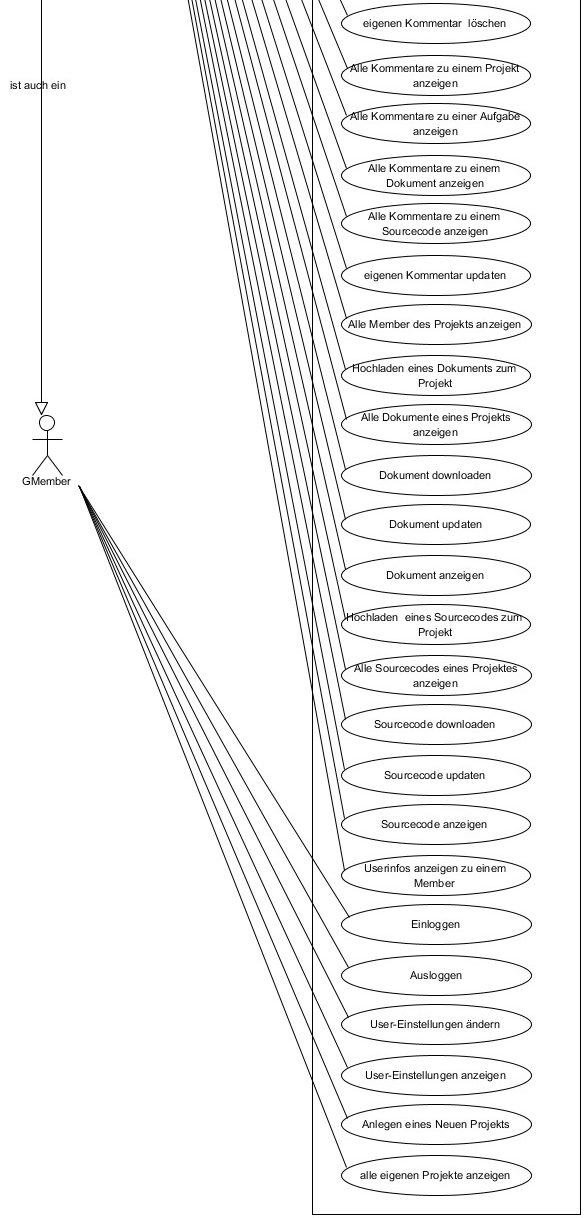 eigenen Kommentar  löschen
Alle Kommentare zu einem Projekt
anzeigen
ist auch ein
Alle Kommentare zu einer Aufgabe
anzeigen
Alle Kommentare zu einem
Dokument anzeigen
Alle Kommentare zu einem
Sourcecode anzeigen
eigenen Kommentar updaten
Alle Member des Projekts anzeigen
Hochladen eines Dokuments zum
Projekt
Alle Dokumente eines Projekts
anzeigen
GMember
Dokument downloaden
Dokument updaten
Dokument anzeigen
Hochladen  eines Sourcecodes zum
Projekt
Alle Sourcecodes eines Projektes
anzeigen
Sourcecode downloaden
Sourcecode updaten
Sourcecode anzeigen
Userinfos anzeigen zu einem
Member
Einloggen
Ausloggen
User-Einstellungen ändern
User-Einstellungen anzeigen
Anlegen eines Neuen Projekts
alle eigenen Projekte anzeigen